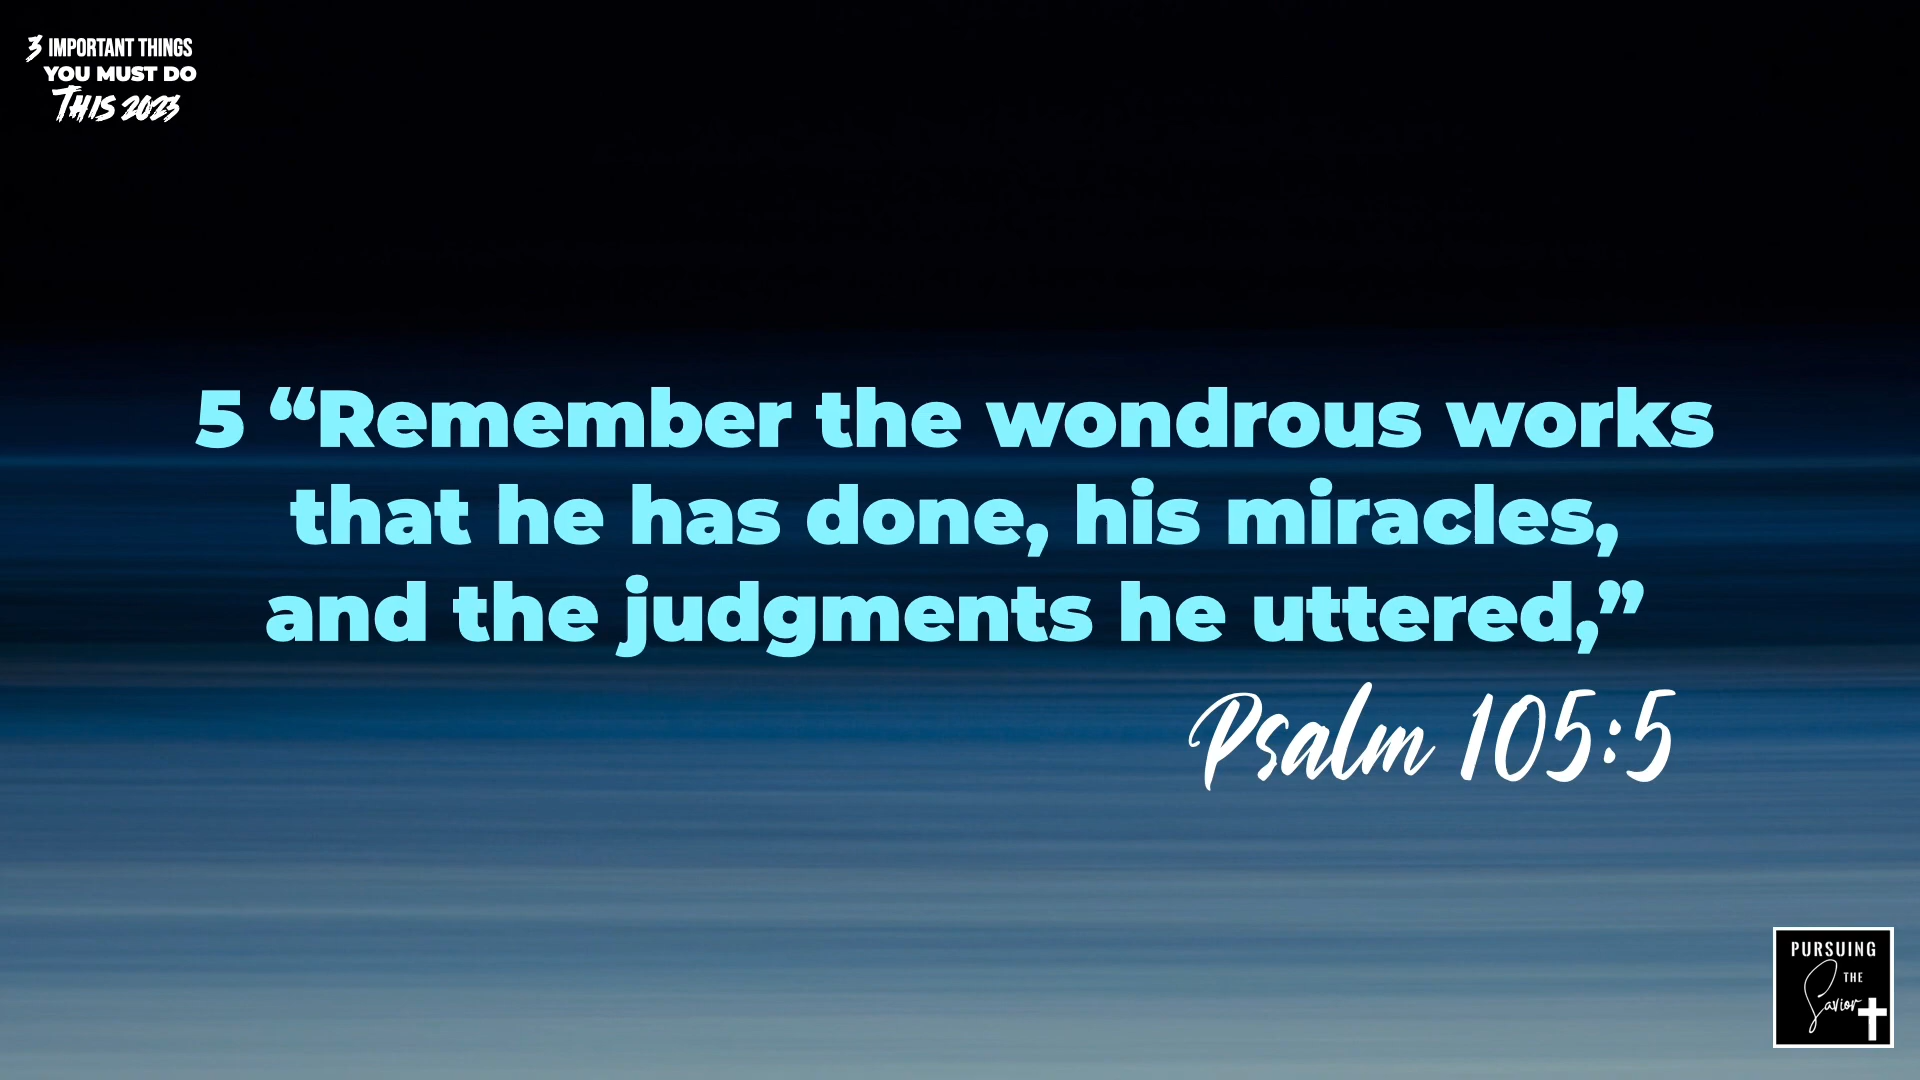 3 IMPORTANT THINGS
YOU MUST DO
THIS 2023
5 “Remember the wondrous works
that he has done, his miracles,
and the judgments he uttered,”
Psalm 105:5
PURSUING
THE
Savior